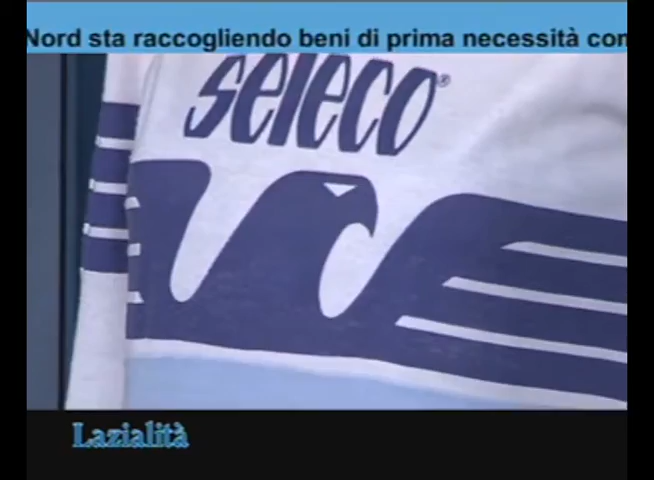 Nord sta raccogliendo beni di prima necessità con
seleco®
Lazialità